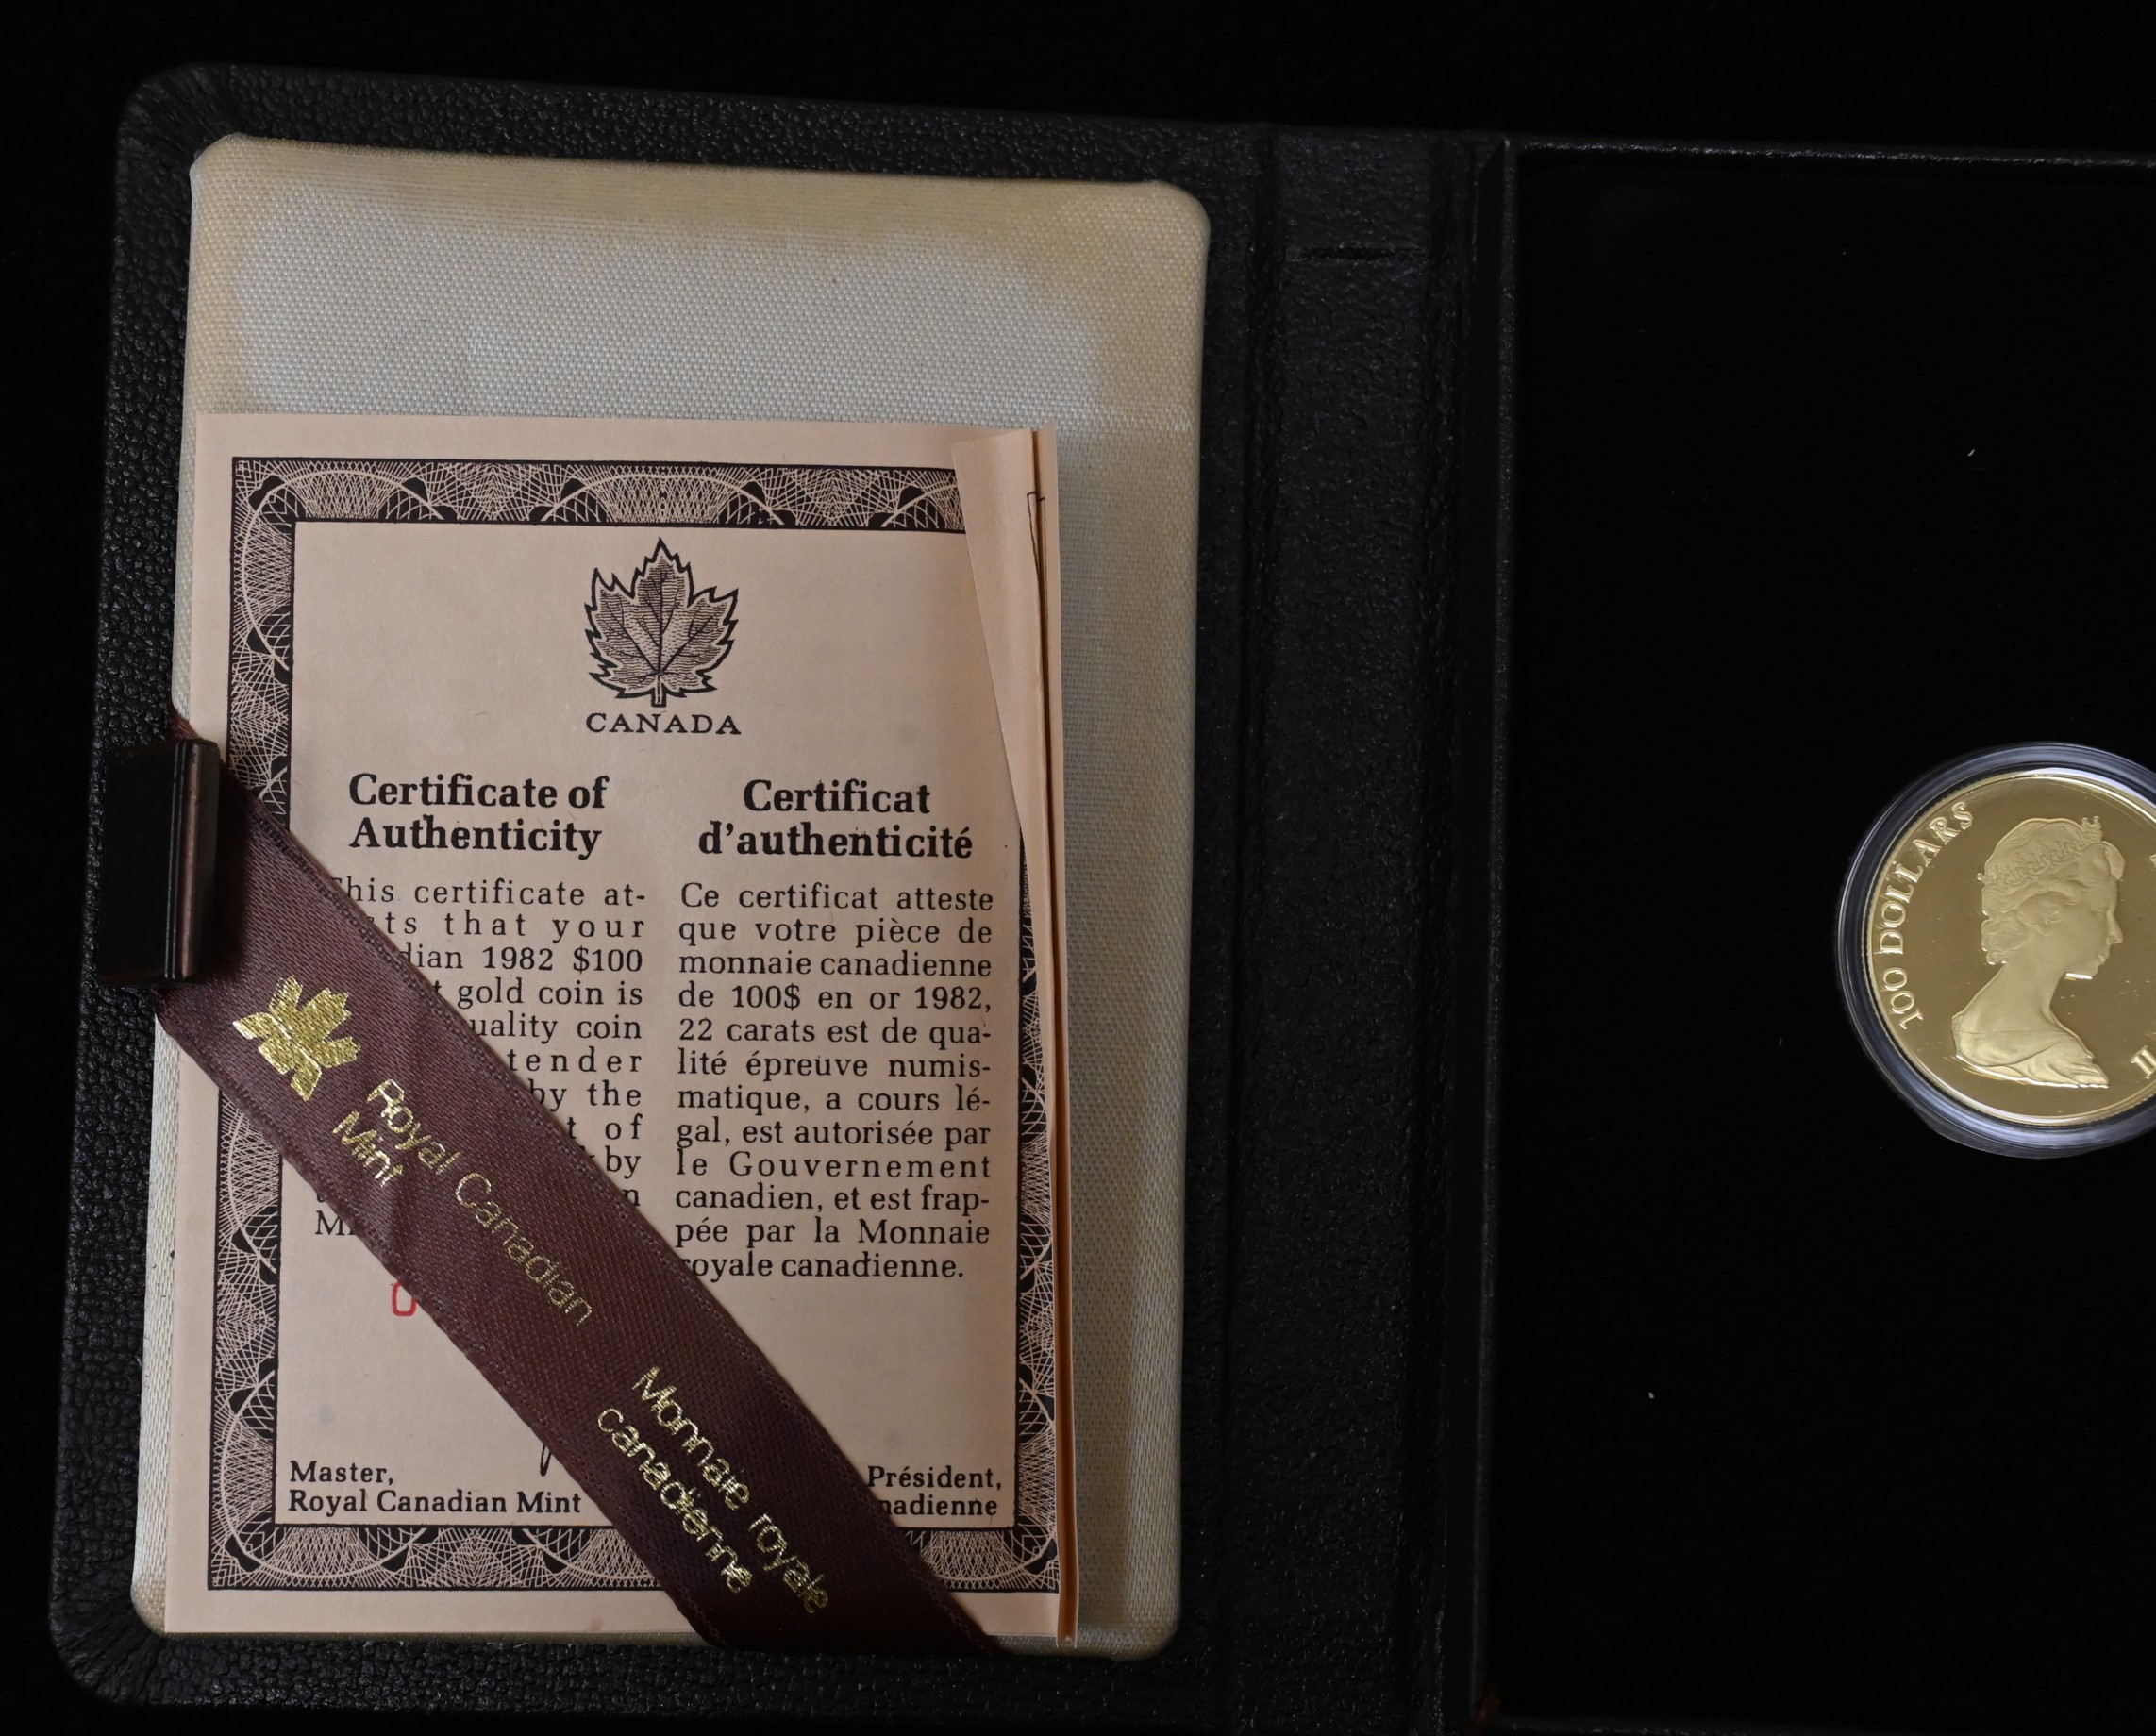 CANADA
Certificate of
Authenticity
This certificate at-
ts that your
dian 1982 $100
t gold coin is
uality coin
tender
by the
t of
by
n
M
Certificat
d'authenticité
Ce certificat atteste
que votre pièce de
monnaie canadienne
de 100$ en or 1982,
22 carats est de qua-
lité épreuve numis-
matique, a cours lé-
gal, est autorisée par
le Gouvernement
canadien, et est frap-
pée par la Monnaie
royale canadienne.
Master,
Royal Canadian Mint
Président,
nadienne
Royal Canadian
Mint
Monnaie royale
canadienne
100 DOLLARS
II